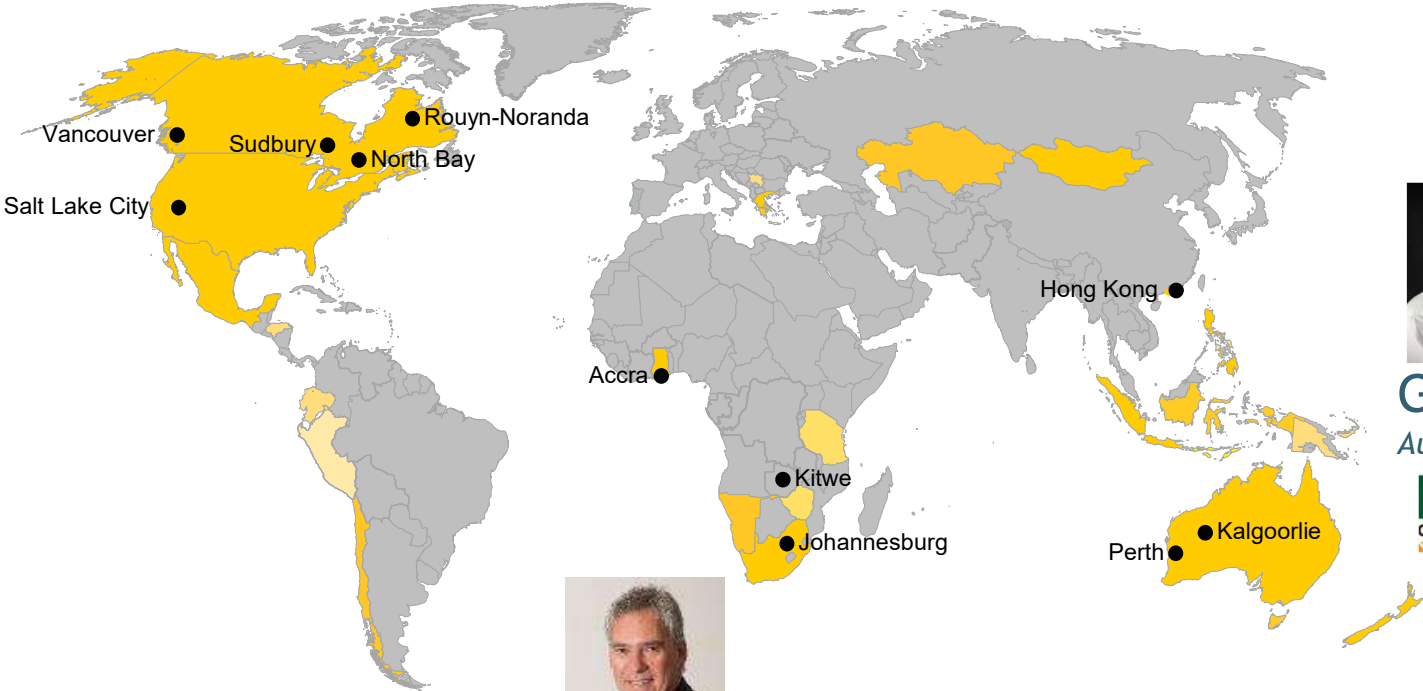 Rouyn-Noranda
Vancouver
Sudbury
North Bay
Salt Lake City
Hong Kong
Accra
Kitwe
Johannesburg
Kalgoorlie
Perth